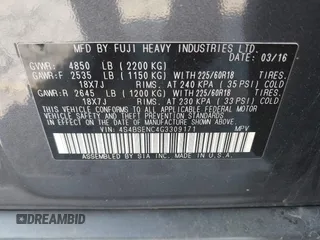 MFD BY FUJI HEAVY INDUSTRIES LTD.
DATE: 03/16
GVWR: 4850 LB (2200 KG)
GAWR:F 2535 LB (1150 KG) WITH 225/60R18 TIRES,
18X7J RIMS, AT 240 KPA ( 35 PSI) COLD
GAWR:R 2645 LB (1200 KG) WITH 225/60R18 TIRES,
18X7J RIMS, AT 230 KPA ( 33 PSI) COLD
THIS VEHICLE CONFORMS TO ALL APPLICABLE FEDERAL MOTOR VEHICLE SAFETY
STANDARDS IN EFFECT ON THE DATE OF MANUFACTURE SHOWN ABOVE.
VIN: 4S4BSENC4G3309171 MPV
ASSEMBLED BY SIA INC. MADE IN U.S.A.
DREAMBID